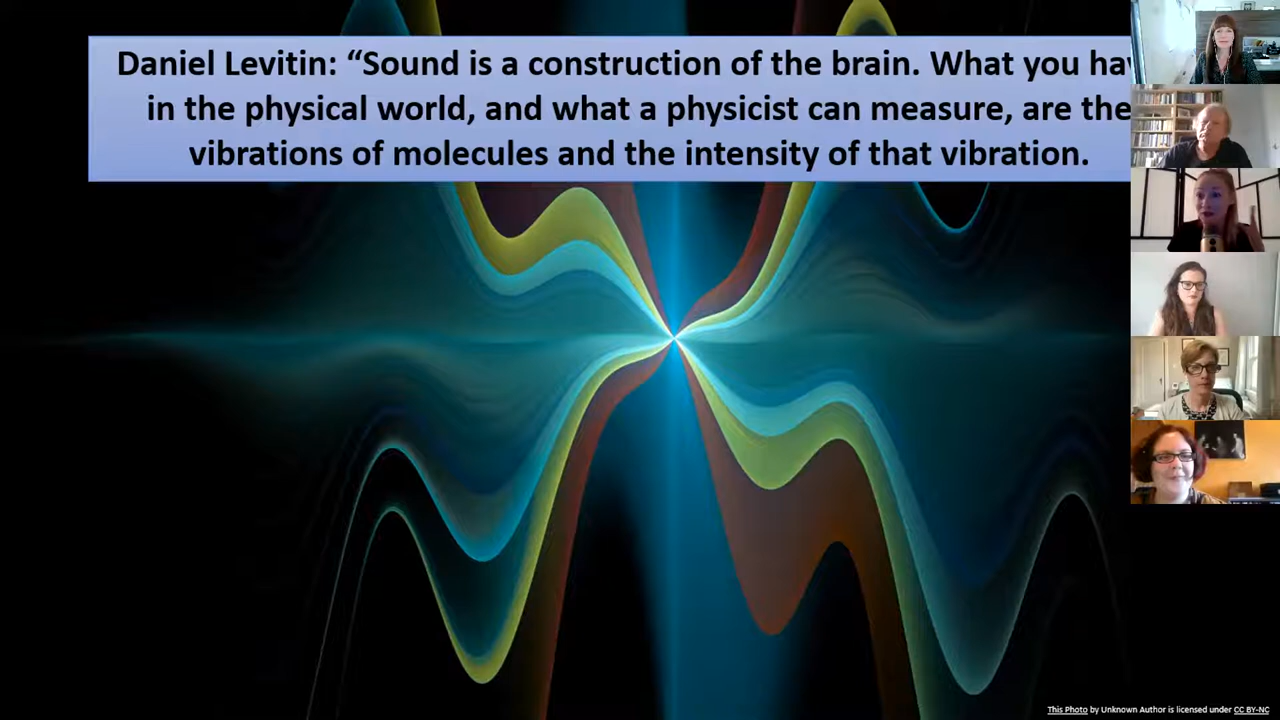 Daniel Levitin: “Sound is a construction of the brain. What you hav
in the physical world, and what a physicist can measure, are the
vibrations of molecules and the intensity of that vibration.
This Photo by Unknown Author is licensed under CC BY-NC